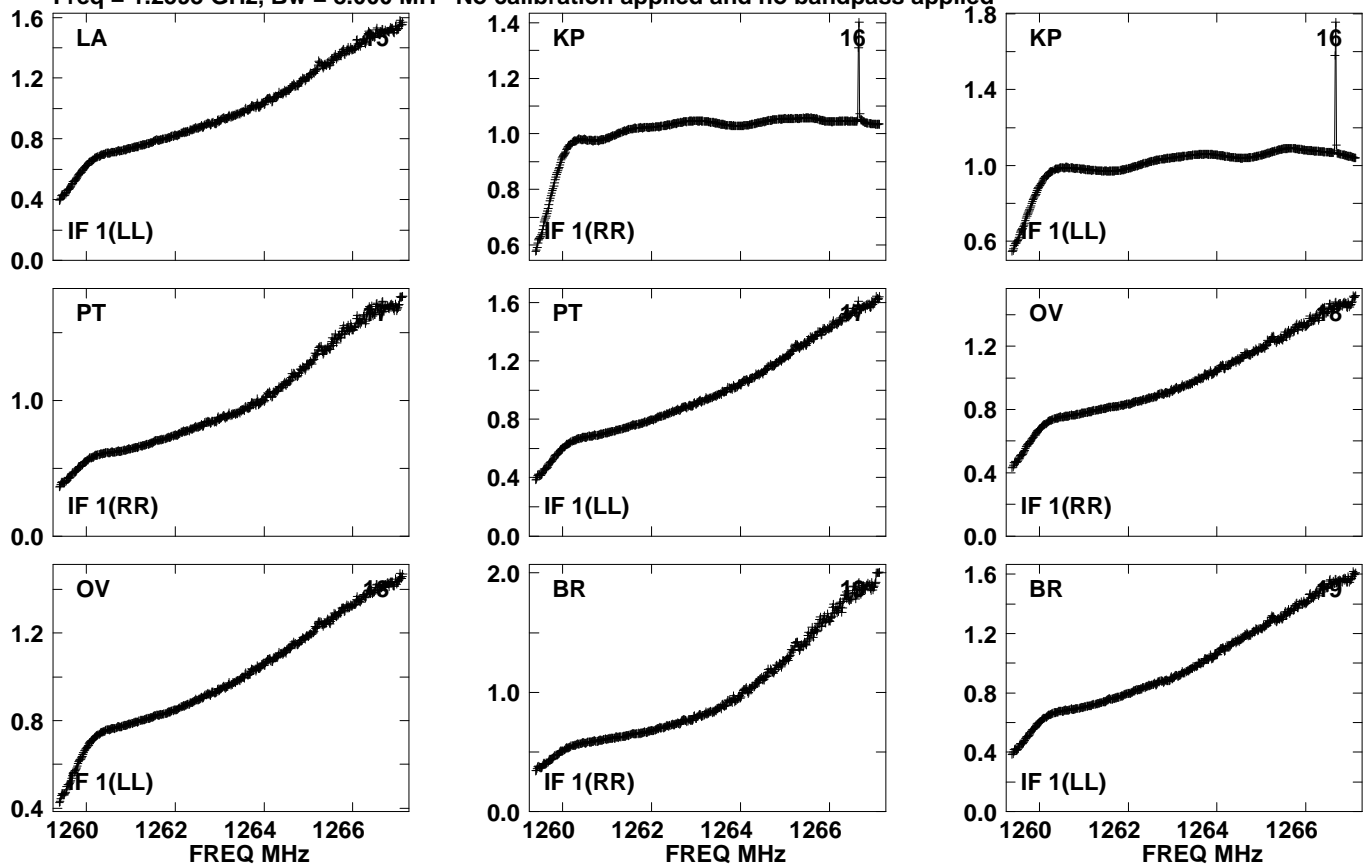 No calibration applied and no bandpass applied
LA 15
IF 1(LL)
1.6
1.2
0.8
0.4
0.0
KP 16
IF 1(RR)
1.4
1.2
1.0
0.8
0.6
KP 16
IF 1(LL)
1.8
1.4
1.0
0.6
PT
IF 1(RR)
1.0
0.0
PT 17
IF 1(LL)
1.6
1.2
0.8
0.4
0.0
OV 18
IF 1(RR)
1.2
0.8
0.4
0.0
OV 18
IF 1(LL)
1.2
0.8
0.4
1260 1262 1264 1266
FREQ MHz
BR 19
IF 1(RR)
2.0
1.0
0.0
1260 1262 1264 1266
FREQ MHz
BR 19
IF 1(LL)
1.6
1.2
0.8
0.4
0.0
1260 1262 1264 1266
FREQ MHz